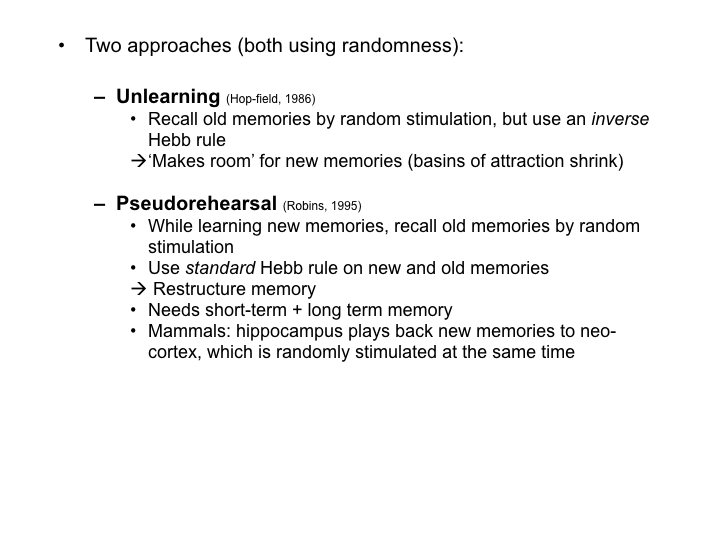 • Two approaches (both using randomness):
– Unlearning (Hop-field, 1986)
• Recall old memories by random stimulation, but use an inverse
Hebb rule
→‘Makes room’ for new memories (basins of attraction shrink)
– Pseudorehearsal (Robins, 1995)
• While learning new memories, recall old memories by random
stimulation
• Use standard Hebb rule on new and old memories
→ Restructure memory
• Needs short-term + long term memory
• Mammals: hippocampus plays back new memories to neo-
cortex, which is randomly stimulated at the same time